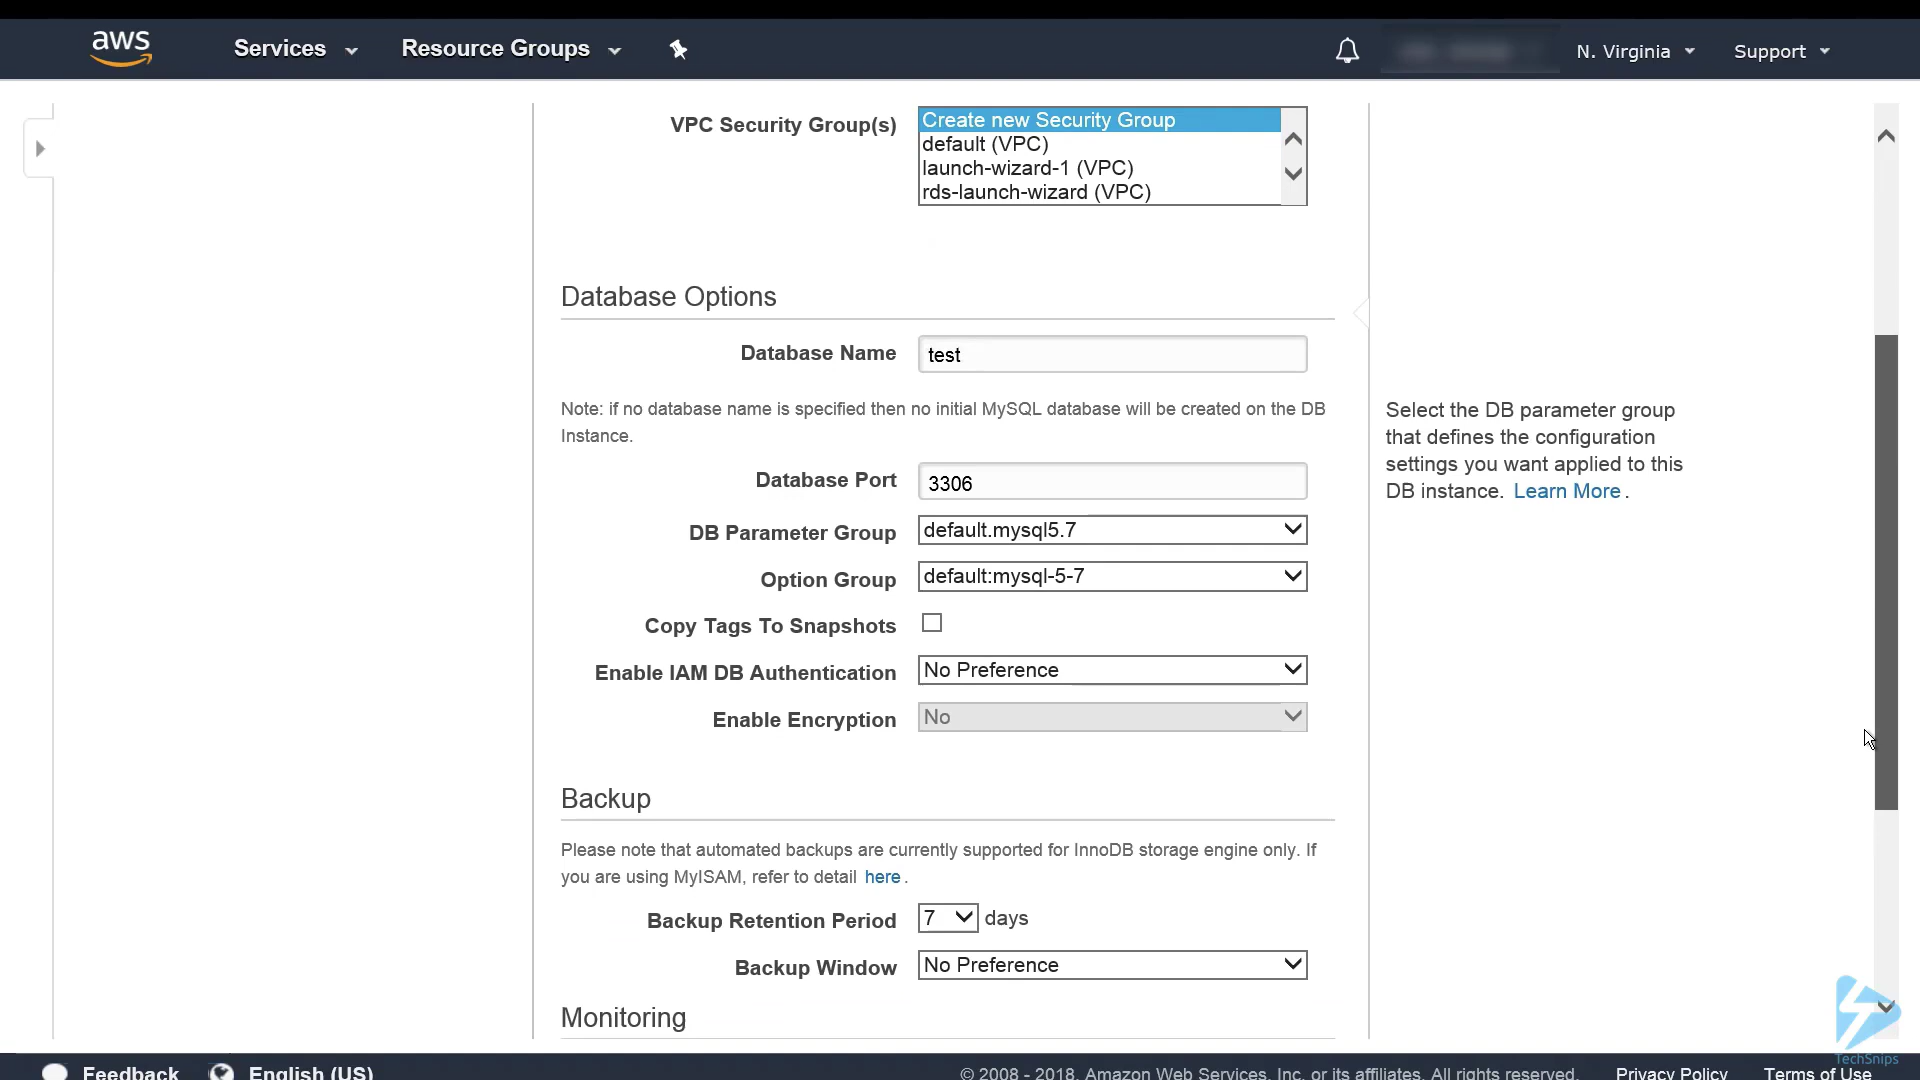 aws
Services
Resource Groups
N. Virginia
Support
VPC Security Group(s)
Create new Security Group
default (VPC)
launch-wizard-1 (VPC)
rds-launch-wizard (VPC)
Database Options
Database Name
test
Note: if no database name is specified then no initial MySQL database will be created on the DB
Instance.
Database Port
3306
DB Parameter Group
default.mysql5.7
Option Group
default:mysql-5-7
Copy Tags To Snapshots
Enable IAM DB Authentication
No Preference
Enable Encryption
No
Select the DB parameter group
that defines the configuration
settings you want applied to this
DB instance. Learn More.
Backup
Please note that automated backups are currently supported for InnoDB storage engine only. If
you are using MyISAM, refer to detail here.
Backup Retention Period
7 days
Backup Window
No Preference
Monitoring
TechSnips
Feedback
English (US)
© 2008 - 2018, Amazon Web Services, Inc. or its affiliates. All rights reserved.
Privacy Policy
Terms of Use